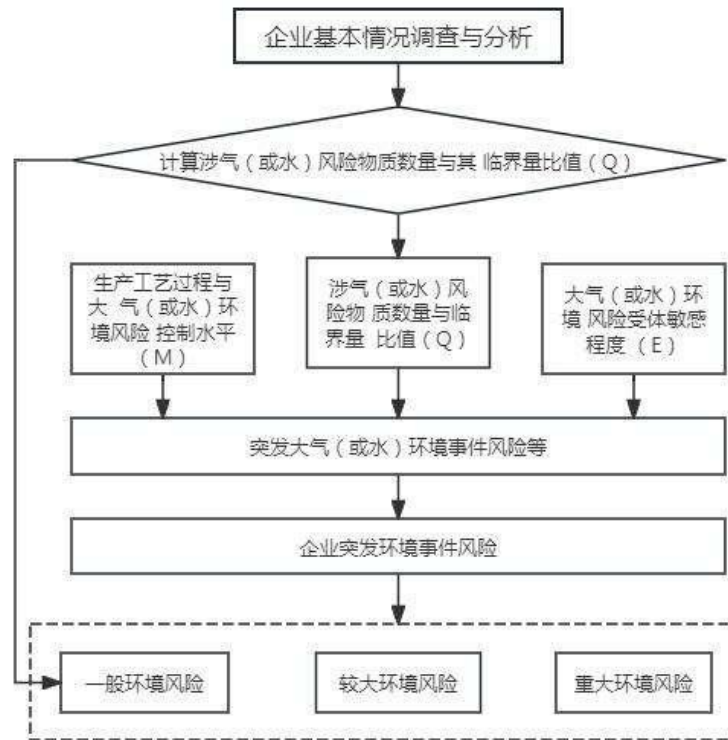 企业基本情况调查与分析
计算涉气（或水）风险物质数量与其 临界量比值（Q）
生产工艺过程与
大 气（或水）环
境风险 控制水平
（M）
涉气（或水）风
险物 质数量与临
界量 比值（Q）
大气（或水）环
境 风险受体敏感
程度 （E）
突发大气（或水）环境事件风险等
企业突发环境事件风险
一般环境风险
较大环境风险
重大环境风险